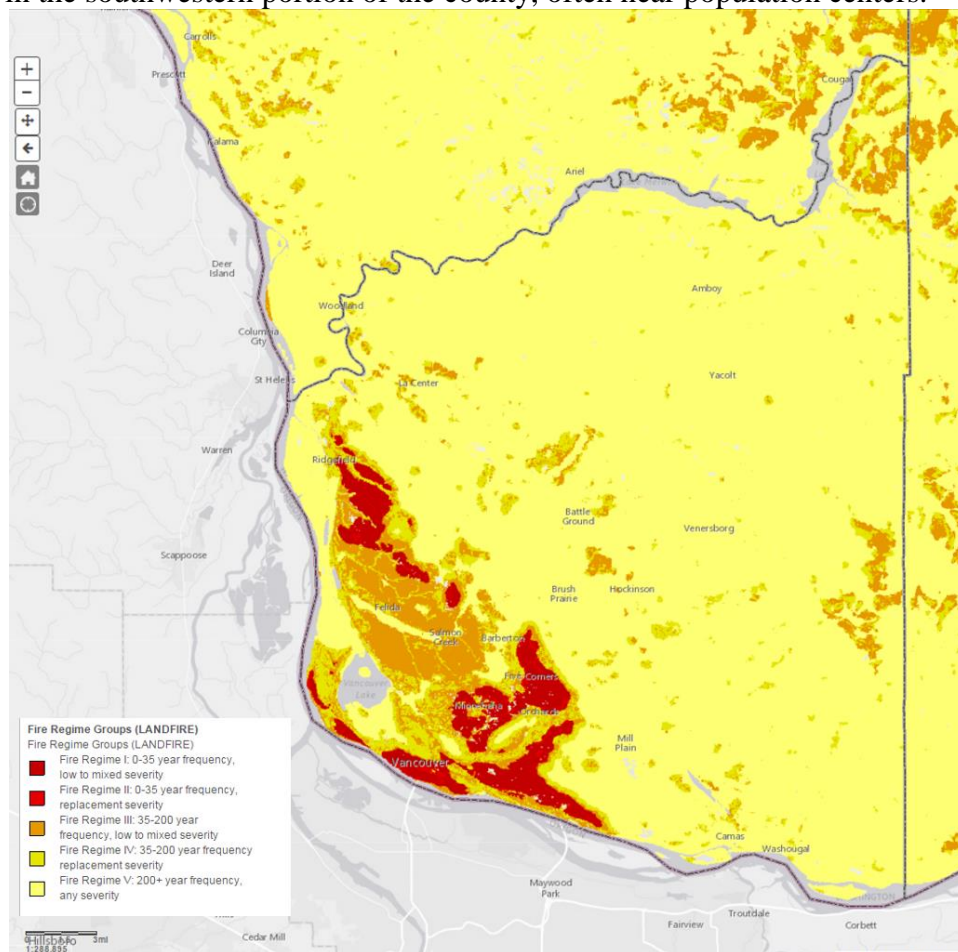 in the southwestern portion of the county, often near population centers.
Carrolls
Prescott
Kalama
Cougar
Ariel
Deer
Island
Amboy
Woodland
Columbia
City
Yacolt
St Helens
La Center
Warren
Ridgefield
Battle
Ground
Venersborg
Scappoose
Brush
Prairie
Hockinson
Felida
Salmon
Creek
Barberton
Five Corners
Vancouver
Lake
Minnehaha
Orchards
Mill
Plain
Vancouver
Camas
Washougal
Maywood
Park
Troutdale
Fairview
Corbett
Fire Regime Groups (LANDFIRE)
Fire Regime Groups (LANDFIRE)
Fire Regime I: 0-35 year frequency,
low to mixed severity
Fire Regime II: 0-35 year frequency,
replacement severity
Fire Regime III: 35-200 year
frequency, low to mixed severity
Fire Regime IV: 35-200 year frequency
replacement severity
Fire Regime V: 200+ year frequency,
any severity
Hillsboro
1:288,895
Cedar Mill